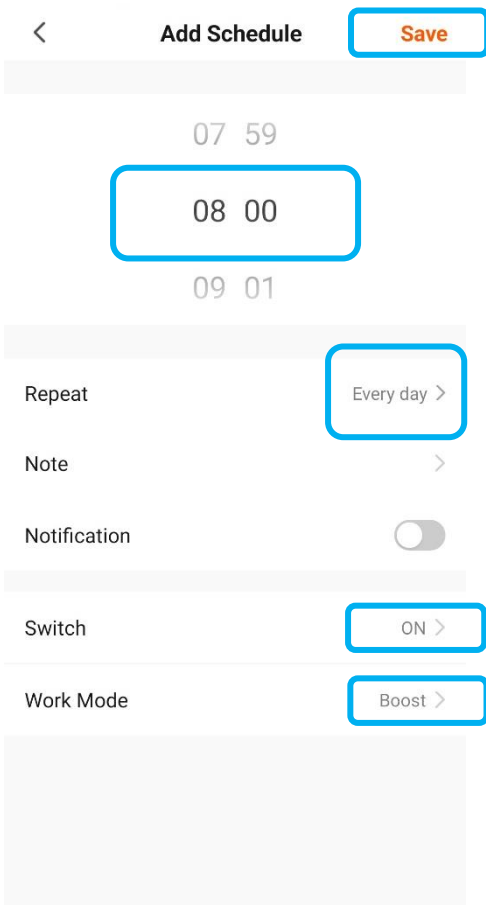 Add Schedule Save
07 59
08 00
09 01
Repeat Every day
Note
Notification
Switch ON
Work Mode Boost